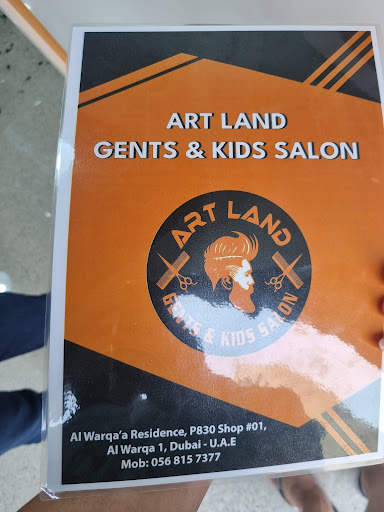 ART LAND
GENTS & KIDS SALON
ART LAND
GENTS & KIDS SALON
Al Warqa'a Residence, P830 Shop #01,
Al Warqa 1, Dubai - U.A.E
Mob: 056 815 7377